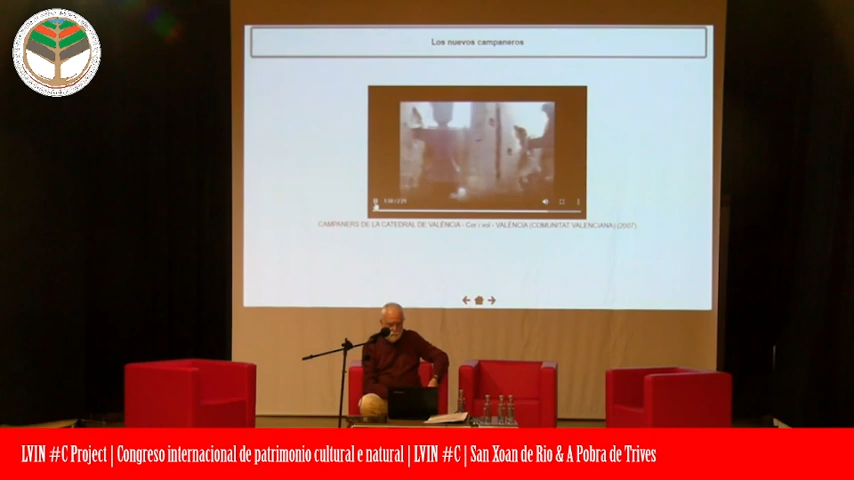 Los nuevos campaneros
CAMPANERS DE LA CATEDRAL DE VALÈNCIA - Cor i vol - VALÈNCIA (COMUNITAT VALENCIANA) (2007)
LVIN #C Project | Congreso internacional de patrimonio cultural e natural | LVIN #C | San Xoan de Rio & A Pobra de Trives